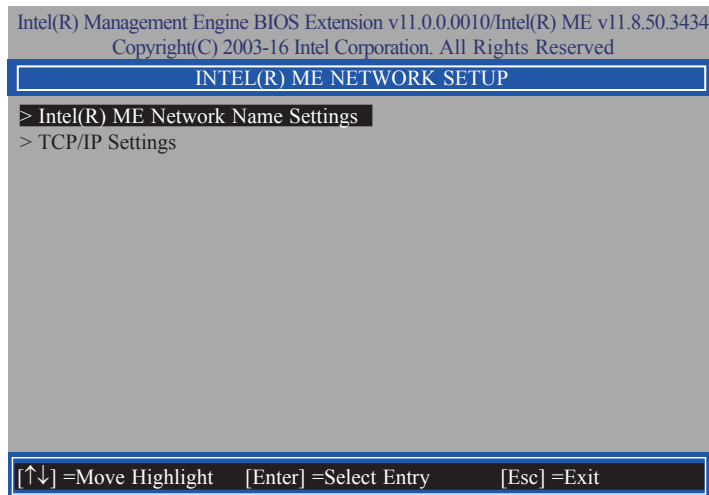 Intel(R) Management Engine BIOS Extension v11.0.0.0010/Intel(R) ME v11.8.50.3434
Copyright(C) 2003-16 Intel Corporation. All Rights Reserved
INTEL(R) ME NETWORK SETUP
> Intel(R) ME Network Name Settings
> TCP/IP Settings
[↑↓] =Move Highlight [Enter] =Select Entry [Esc] =Exit